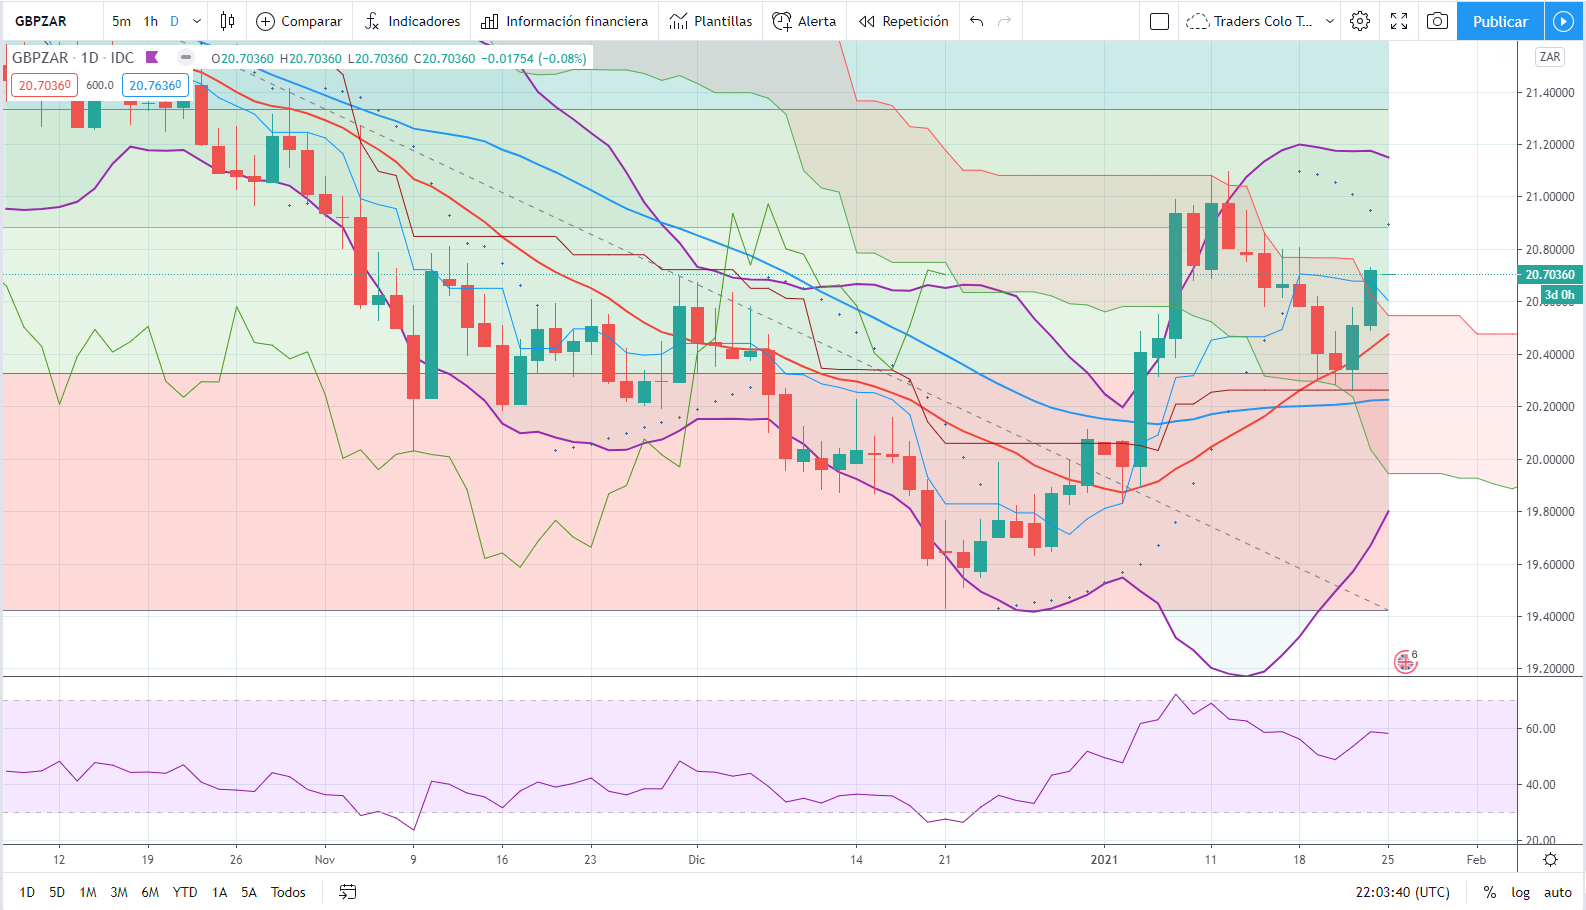 GBPZAR 5m 1h D Comparar Indicadores Información financiera Plantillas Alerta Repetición Traders Colo T... Publicar
GBPZAR · 1D · IDC O20.70360 H20.70360 L20.70360 C20.70360 −0.01754 (−0.08%)
ZAR
20.70360 600.0 20.76360
21.40000
21.20000
21.00000
20.80000
20.70360
3d 0h
20.40000
20.20000
20.00000
19.80000
19.60000
19.40000
6
19.20000
60.00
40.00
20.00
12 19 26 Nov 9 16 23 Dic 14 21 2021 11 18 25 Feb
1D 5D 1M 3M 6M YTD 1A 5A Todos 22:03:40 (UTC) % log auto